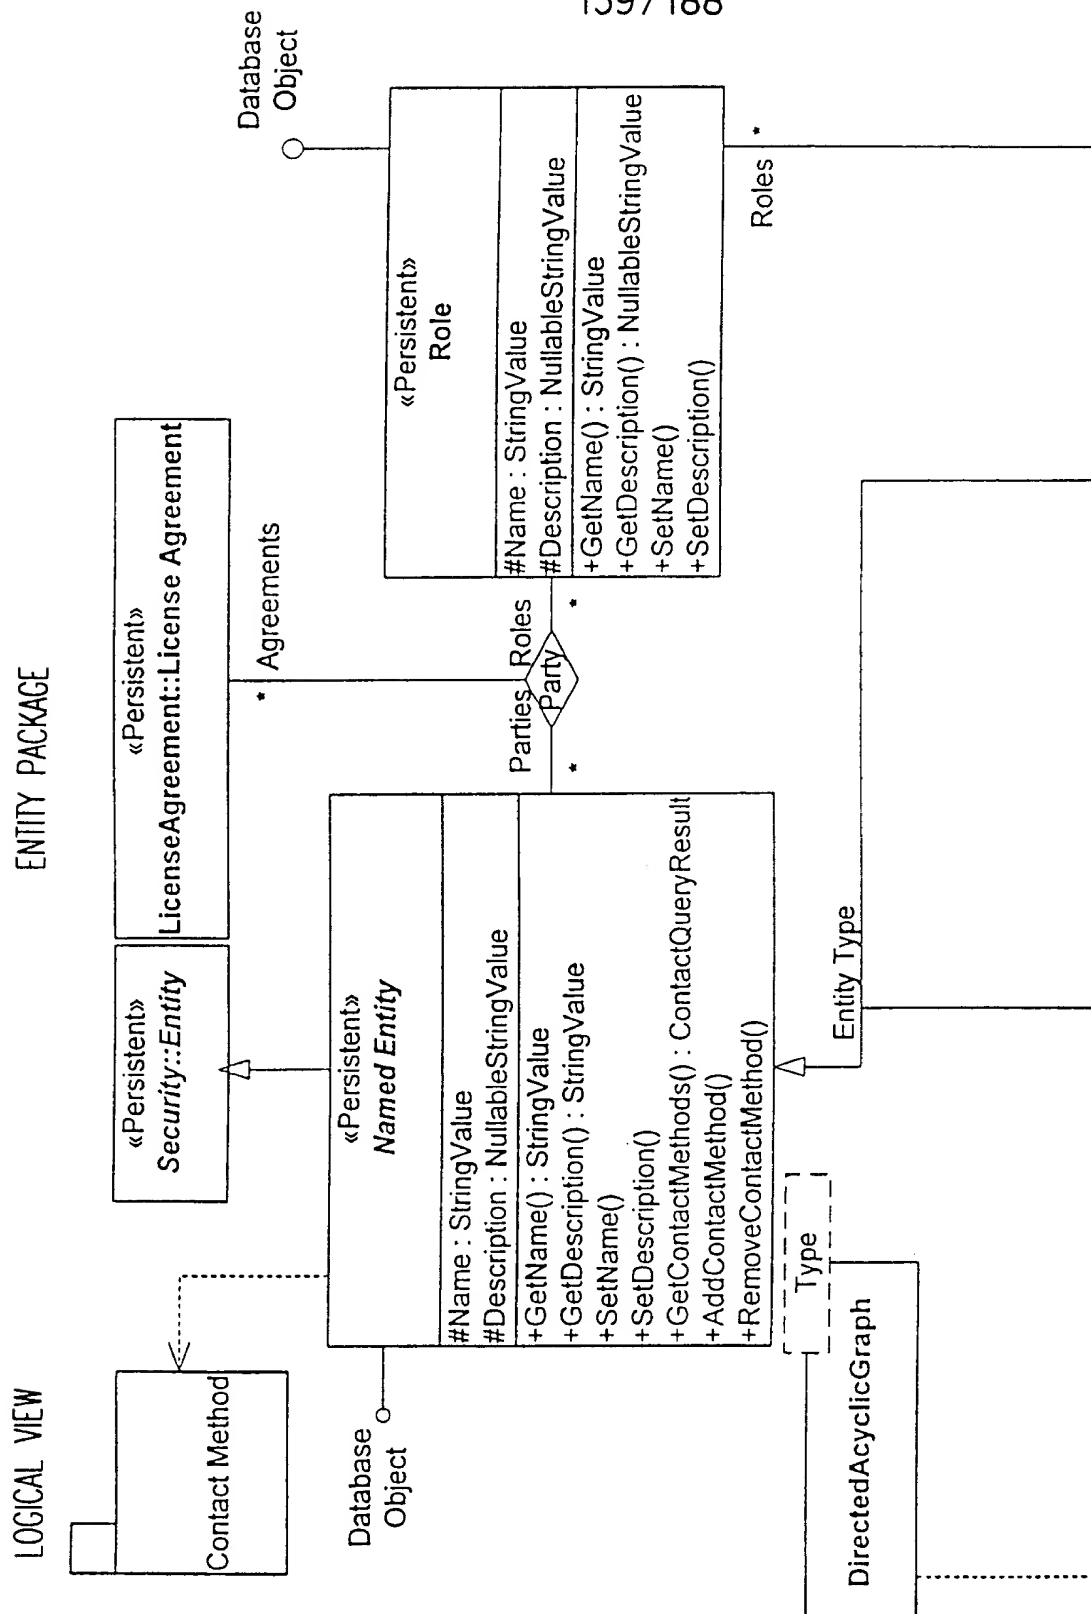 1597188
LOGICAL VIEW
ENTITY PACKAGE
Contact Method
«Persistent»
Security::Entity
«Persistent»
LicenseAgreement::License Agreement
Database
Object
* Agreements
Database
Object
«Persistent»
Named Entity
#Name : StringValue
#Description : NullableStringValue
+GetName() : StringValue
+GetDescription() : StringValue
+SetName()
+SetDescription()
+GetContactMethods() : ContactQueryResult
+AddContactMethod()
+RemoveContactMethod()
Parties
Roles
Party
*
*
«Persistent»
Role
#Name : StringValue
#Description : NullableStringValue
+GetName() : StringValue
+GetDescription() : NullableStringValue
+SetName()
+SetDescription()
Roles *
Type
Entity Type
DirectedAcyclicGraph